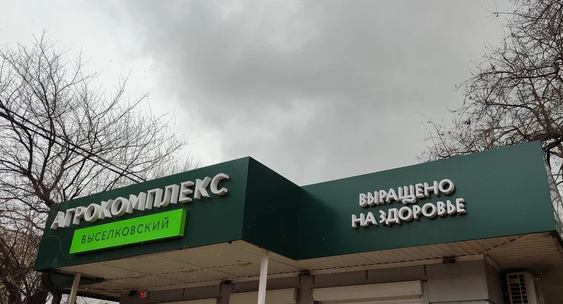 АГРОКОМПЛЕКС
ВЫСЕЛКОВСКИЙ
ВЫРАЩЕНО
НА ЗДОРОВЬЕ